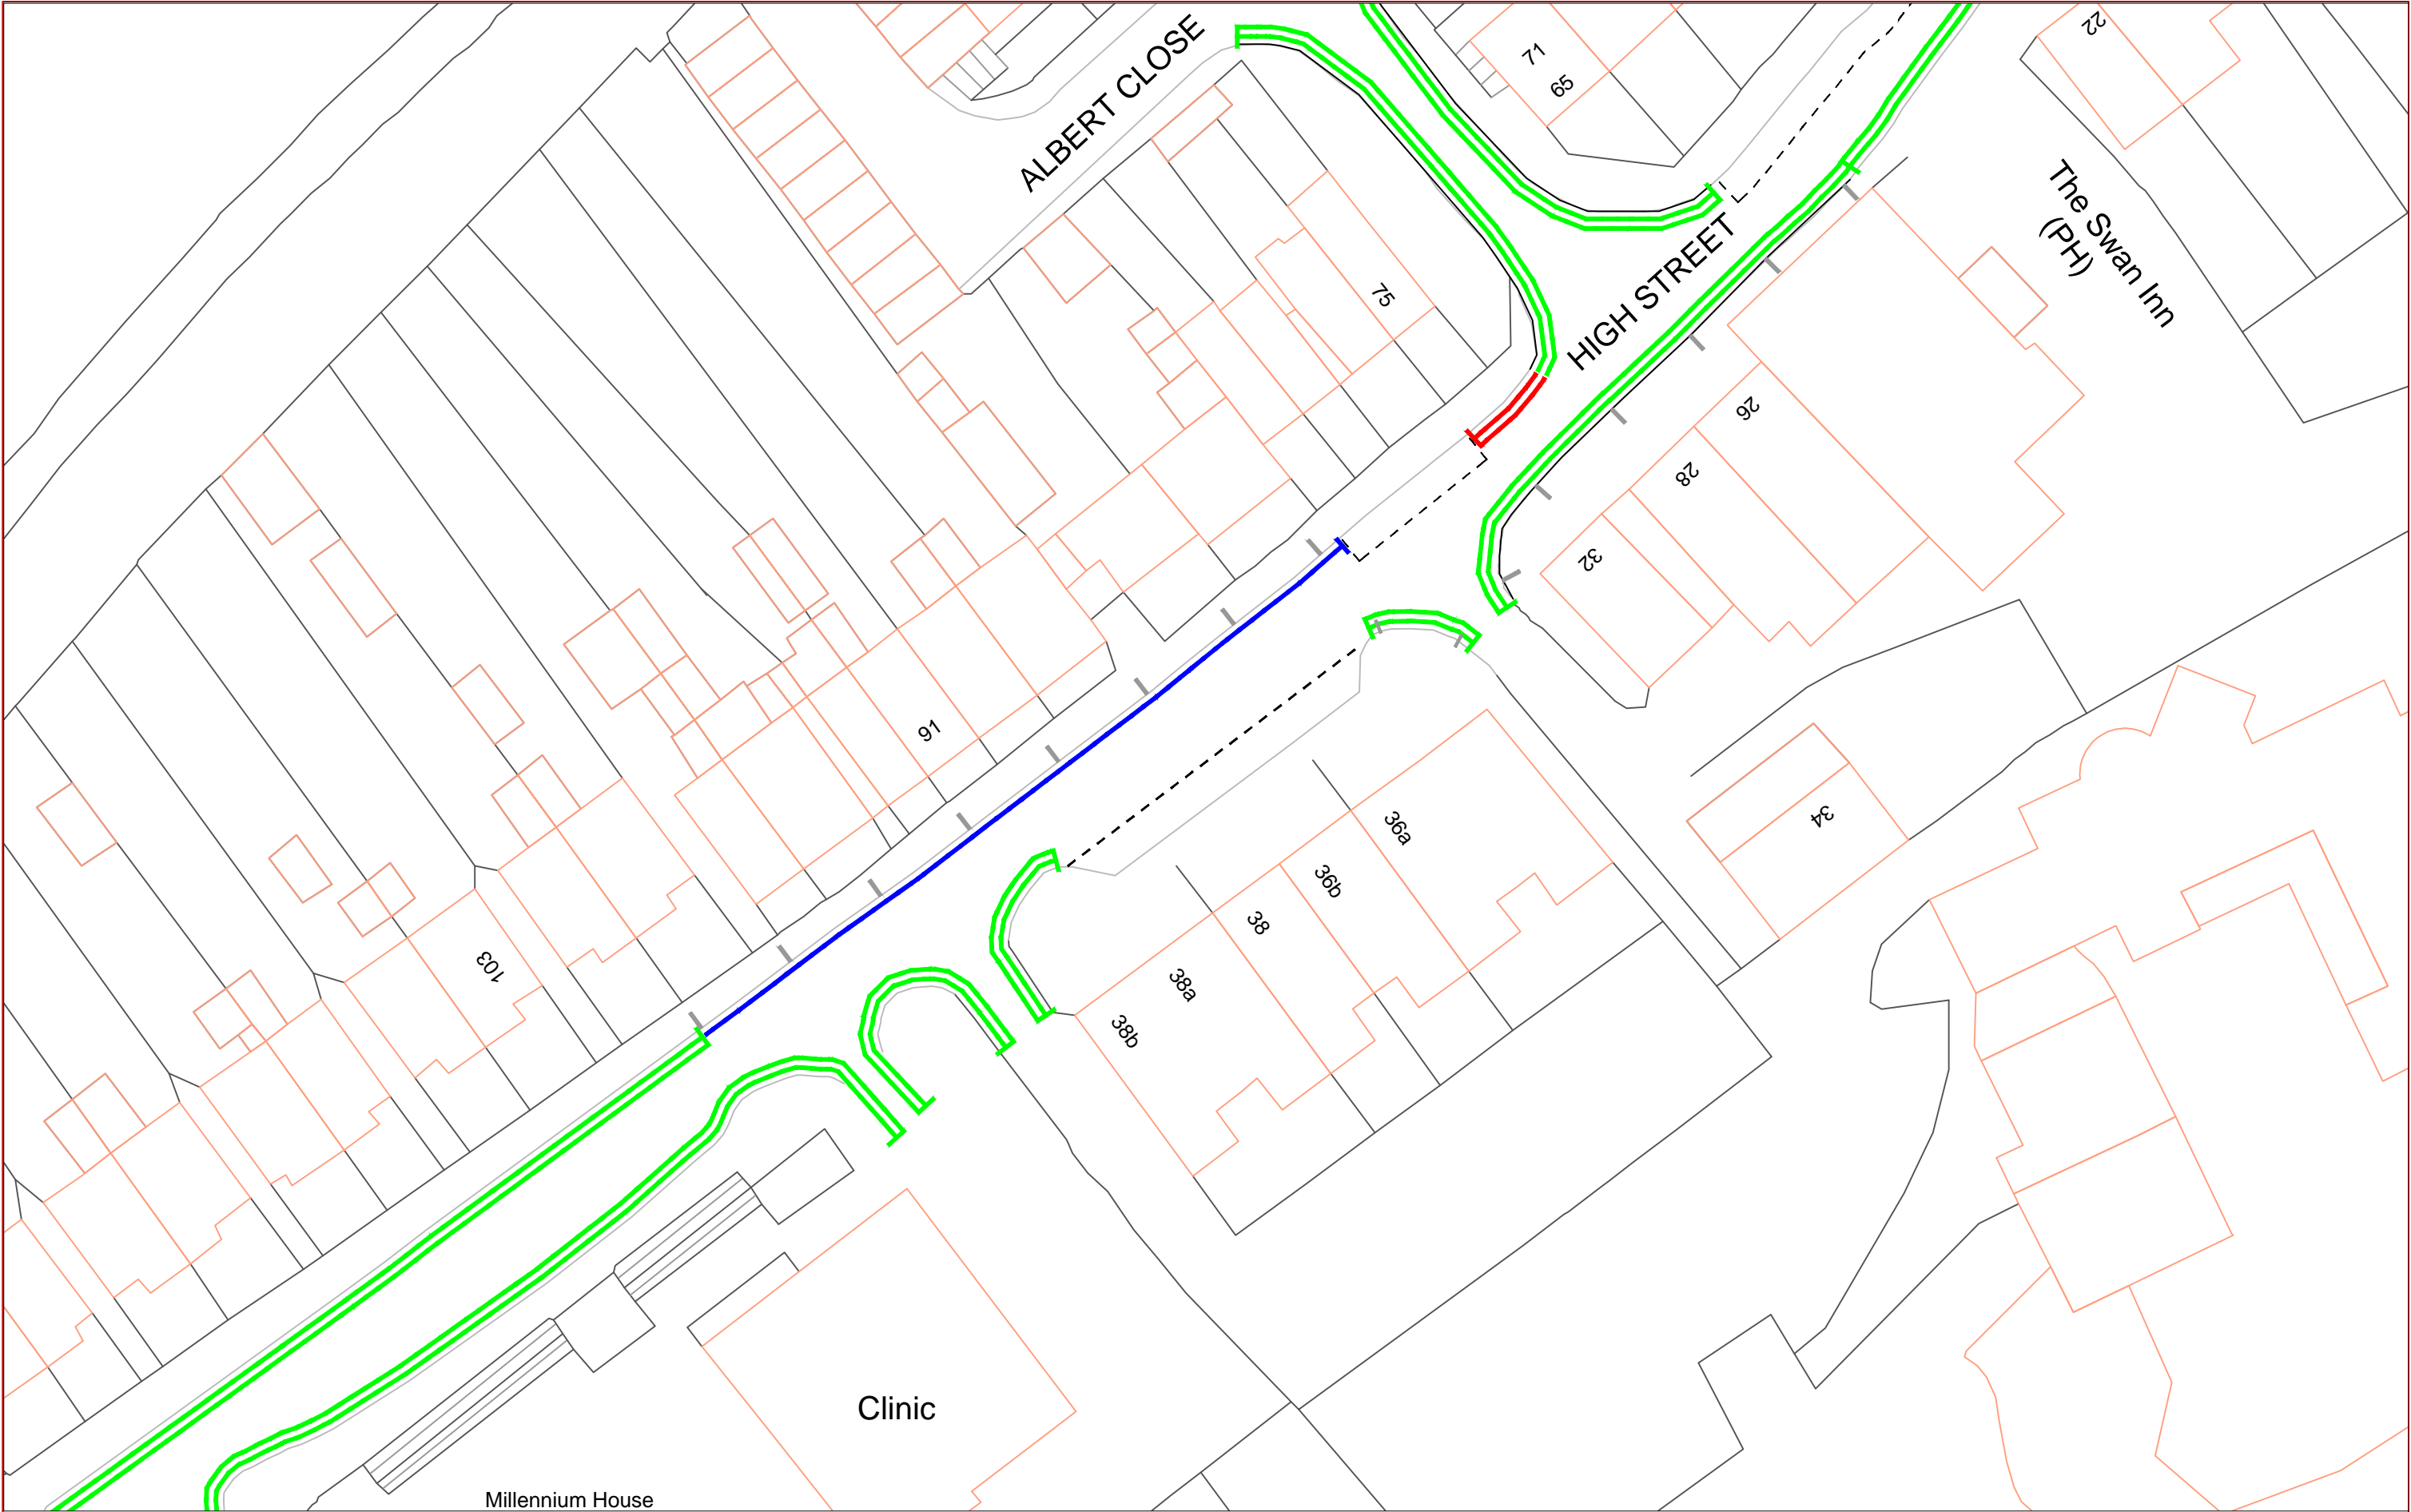 22
71
65
ALBERT CLOSE
The Swan Inn
(PH)
75
HIGH STREET
26
28
32
91
36a
34
36b
38
38a
103
38b
Clinic
Millennium House